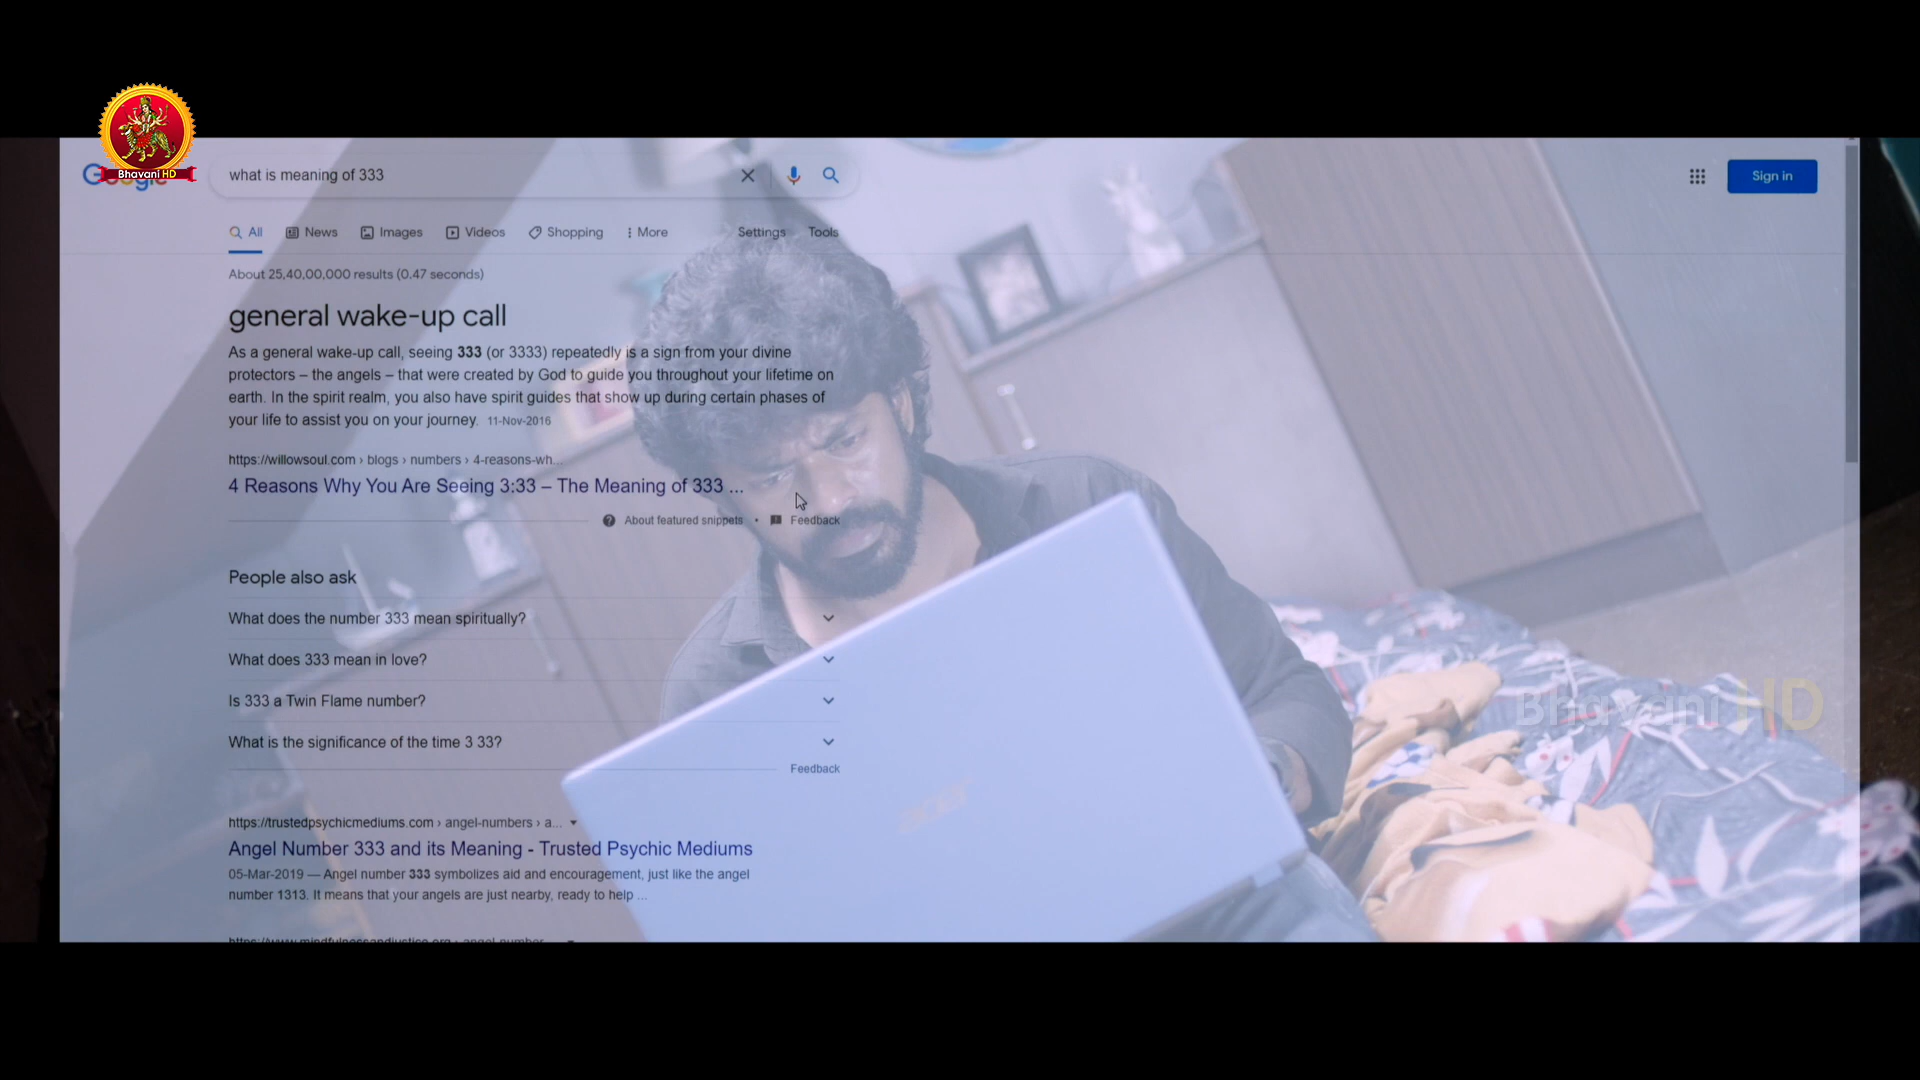 Bhavani HD
Google
what is meaning of 333
Sign in
All News Images Videos Shopping More Settings Tools
About 25,40,00,000 results (0.47 seconds)
general wake-up call
As a general wake-up call, seeing 333 (or 3333) repeatedly is a sign from your divine
protectors – the angels – that were created by God to guide you throughout your lifetime on
earth. In the spirit realm, you also have spirit guides that show up during certain phases of
your life to assist you on your journey. 11-Nov-2016
https://willowsoul.com › blogs › numbers › 4-reasons-wh...
4 Reasons Why You Are Seeing 3:33 – The Meaning of 333 ...
About featured snippets • Feedback
People also ask
What does the number 333 mean spiritually?
What does 333 mean in love?
Is 333 a Twin Flame number?
What is the significance of the time 3 33?
Feedback
https://trustedpsychicmediums.com › angel-numbers › a...
Angel Number 333 and its Meaning - Trusted Psychic Mediums
05-Mar-2019 — Angel number 333 symbolizes aid and encouragement, just like the angel
number 1313. It means that your angels are just nearby, ready to help ...
https://www.mindfulnessandjustice.org › angel-number...
acer
Bhavani HD